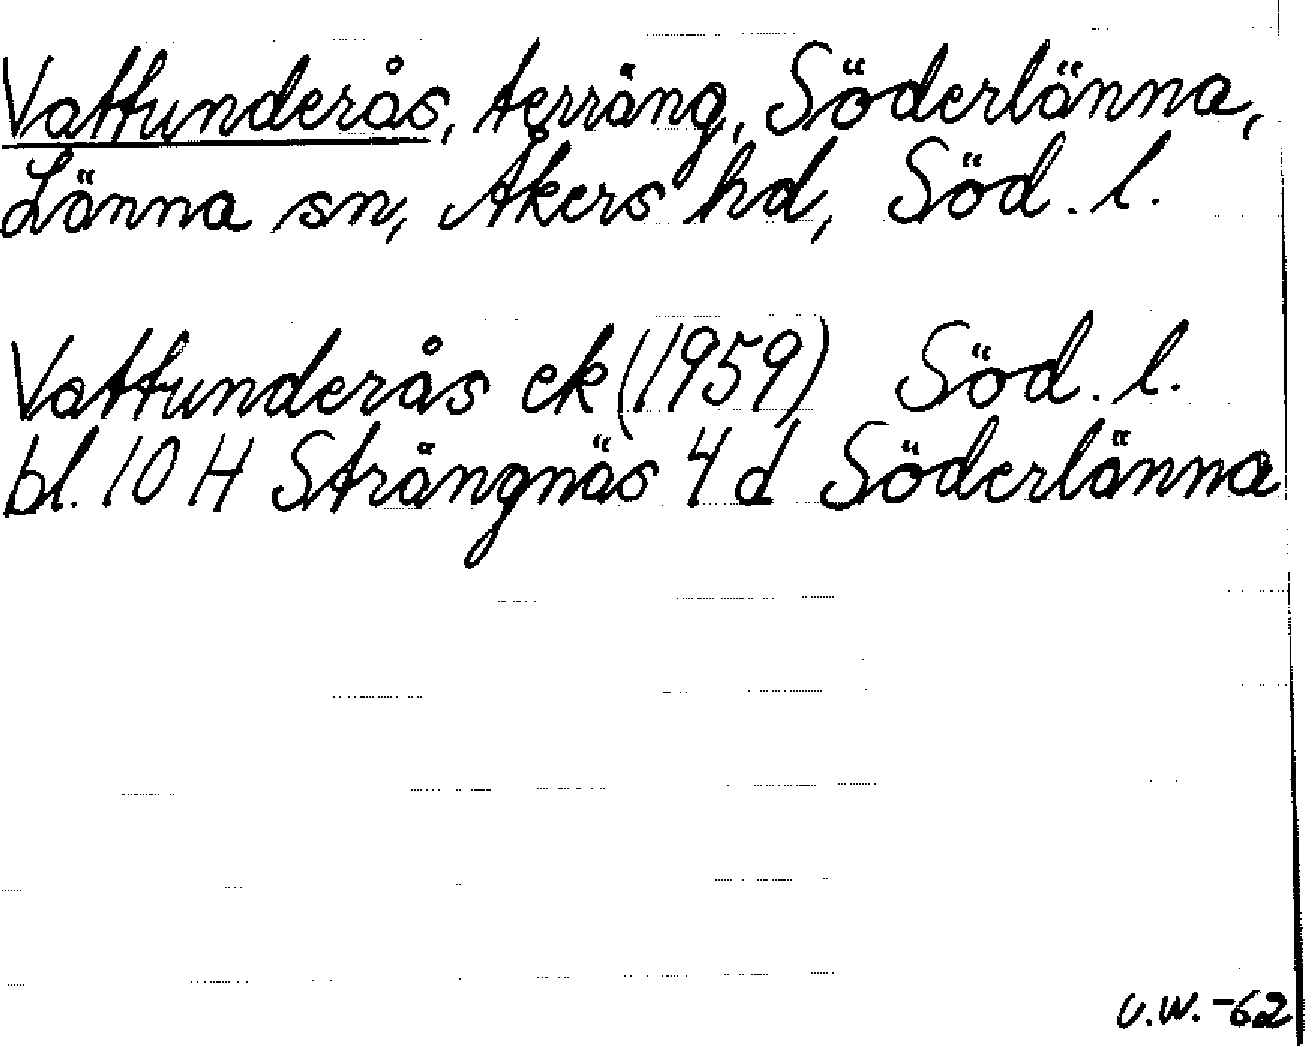 Vattunderås, terräng, Söderlänna,
Länna sn, Åkers hd, Söd. l.
Vattunderås ek (1959) Söd. l.
bl. 10 H Strängnäs 4 d Söderlänna
U.W. -62